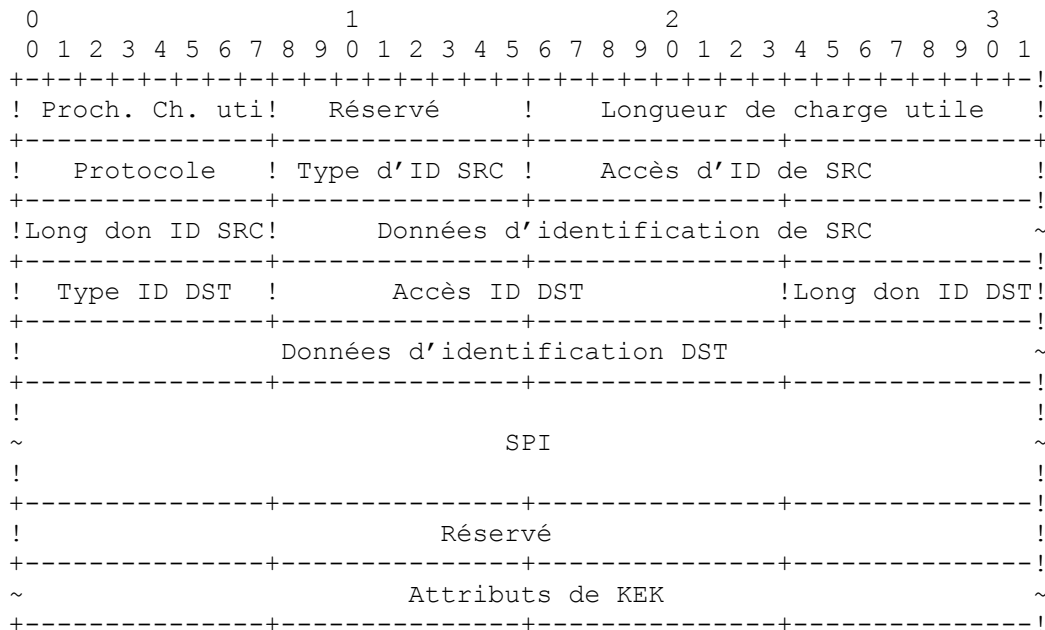 0 1 2 3
0 1 2 3 4 5 6 7 8 9 0 1 2 3 4 5 6 7 8 9 0 1 2 3 4 5 6 7 8 9 0 1
+-+-+-+-+-+-+-+-+-+-+-+-+-+-+-+-+-+-+-+-+-+-+-+-+-+-+-+-+-+-+-+-!
! Proch. Ch. uti! Réservé ! Longueur de charge utile !
+---------------+---------------+---------------+---------------+
! Protocole ! Type d’ID SRC ! Accès d’ID de SRC !
+---------------+---------------+---------------+---------------!
!Long don ID SRC! Données d’identification de SRC ~
+---------------+---------------+---------------+---------------!
! Type ID DST ! Accès ID DST !Long don ID DST!
+---------------+---------------+---------------+---------------!
! Données d’identification DST ~
+---------------+---------------+---------------+---------------!
! !
~ SPI ~
! !
+---------------+---------------+---------------+---------------!
! Réservé !
+---------------+---------------+---------------+---------------!
~ Attributs de KEK ~
+---------------+---------------+---------------+---------------!